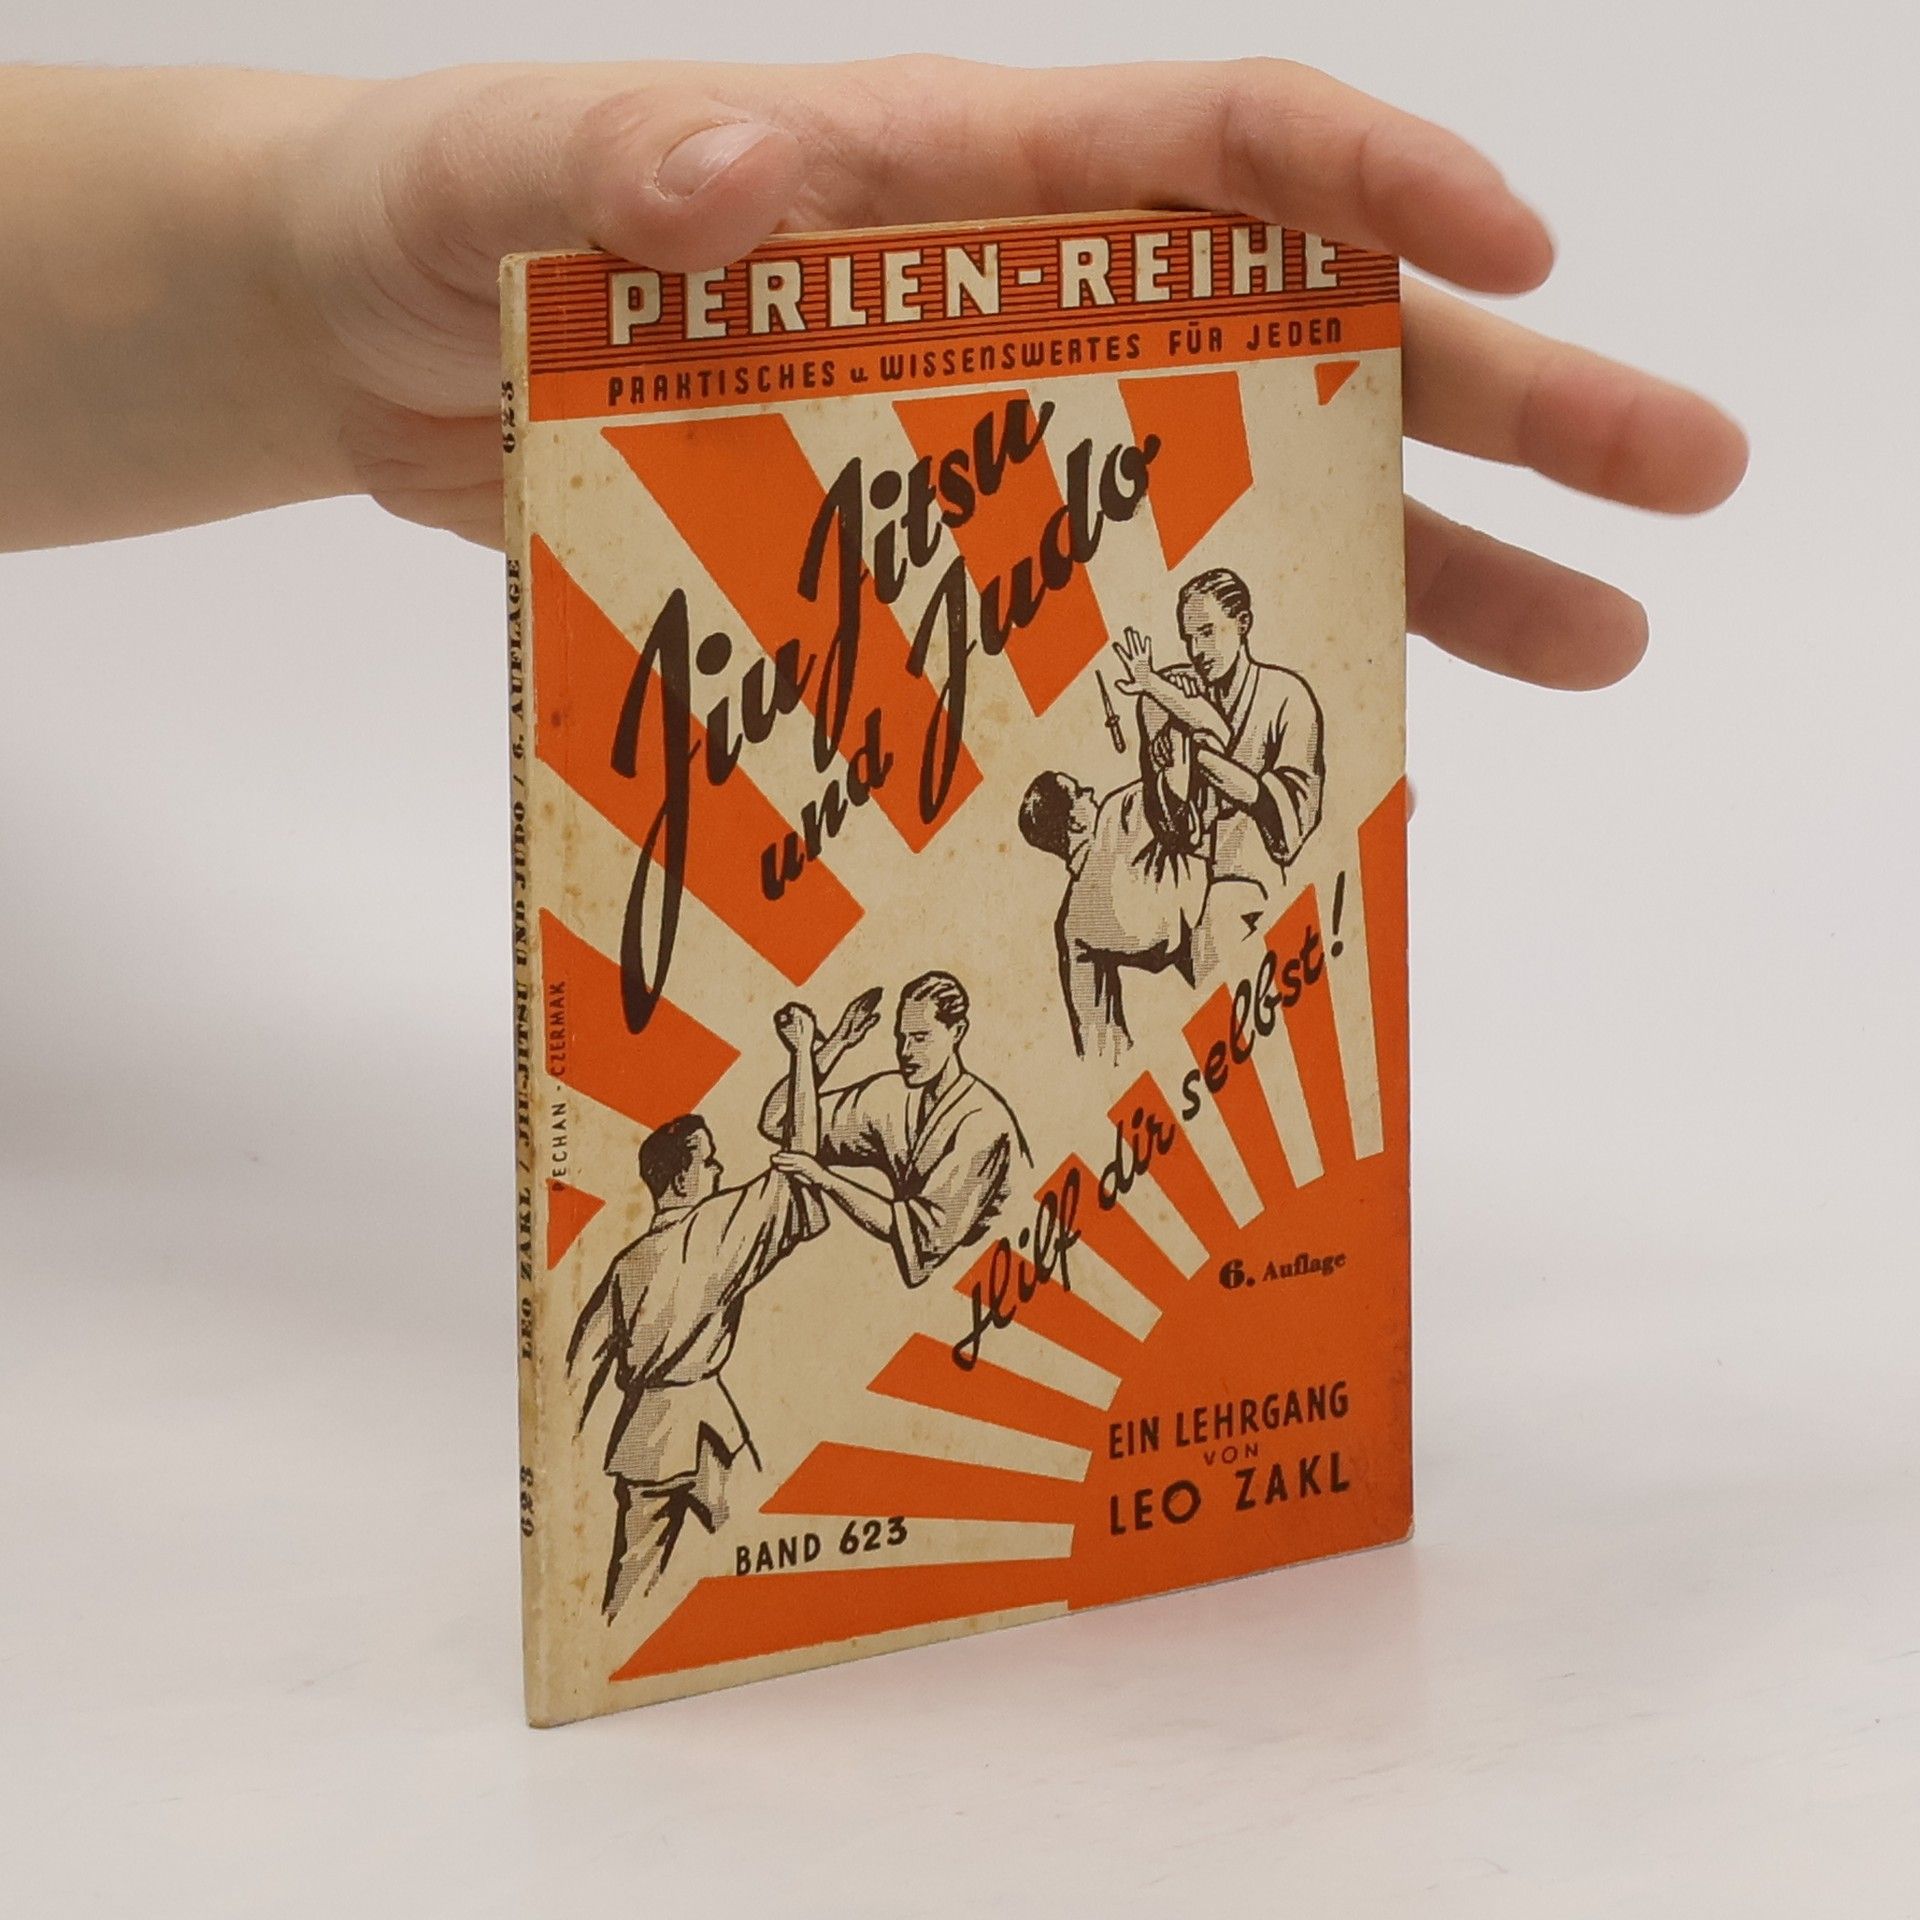 PERLEN-REIHE
PRAKTISCHES u. WISSENSWERTES FÜR JEDEN
Jiu Jitsu
und Judo
Hilf dir selbst!
6. Auflage
EIN LEHRGANG
VON
LEO ZAKL
BAND 623
PECHAN - CZERMAK
623 LEO ZAKL / JIU-JITSU UND JUDO / 6. AUFLAGE 623